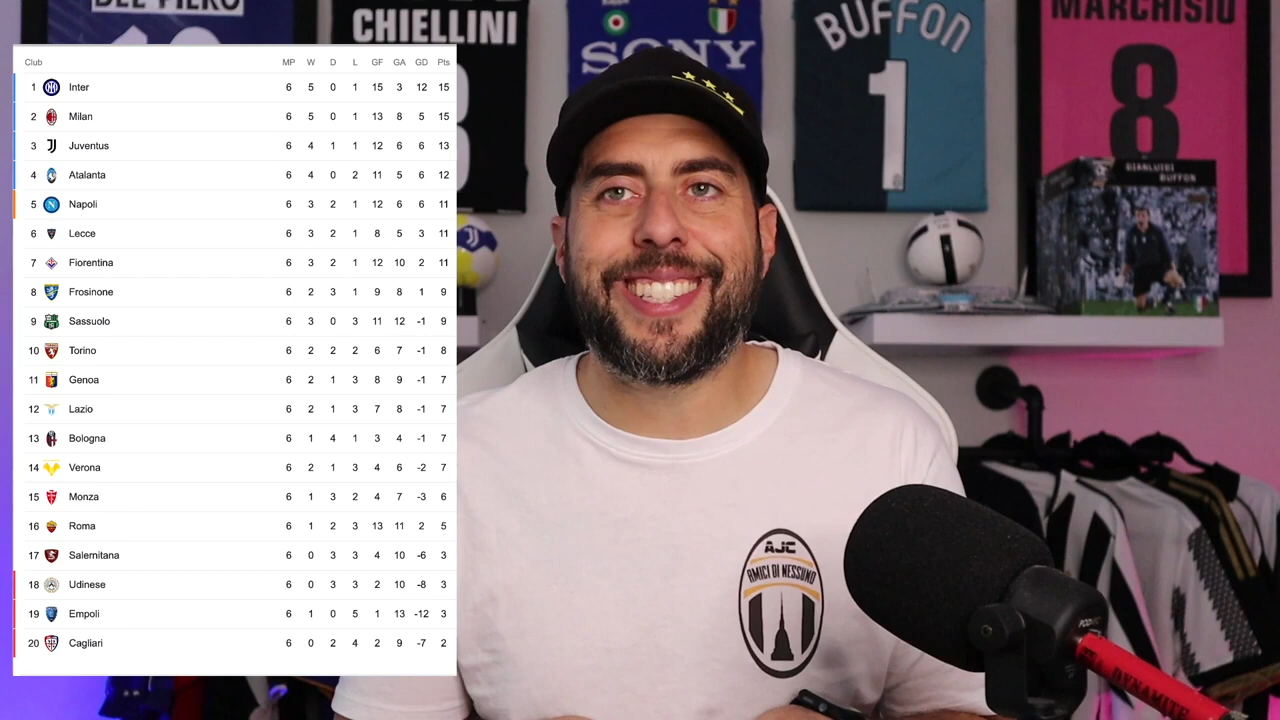 DEL PIERO
CHIELLINI
SONY
BUFFON
1
MARCHISIO
8
GIANLUIGI
BUFFON
Club MP W D L GF GA GD Pts
1 Inter 6 5 0 1 15 3 12 15
2 Milan 6 5 0 1 13 8 5 15
3 Juventus 6 4 1 1 12 6 6 13
4 Atalanta 6 4 0 2 11 5 6 12
5 Napoli 6 3 2 1 12 6 6 11
6 Lecce 6 3 2 1 8 5 3 11
7 Fiorentina 6 3 2 1 12 10 2 11
8 Frosinone 6 2 3 1 9 8 1 9
9 Sassuolo 6 3 0 3 11 12 -1 9
10 Torino 6 2 2 2 6 7 -1 8
11 Genoa 6 2 1 3 8 9 -1 7
12 Lazio 6 2 1 3 7 8 -1 7
13 Bologna 6 1 4 1 3 4 -1 7
14 Verona 6 2 1 3 4 6 -2 7
15 Monza 6 1 3 2 4 7 -3 6
16 Roma 6 1 2 3 13 11 2 5
17 Salernitana 6 0 3 3 4 10 -6 3
18 Udinese 6 0 3 3 2 10 -8 3
19 Empoli 6 1 0 5 1 13 -12 3
20 Cagliari 6 0 2 4 2 9 -7 2
AJC
AMICI DI NESSUNO
DYNAMITE